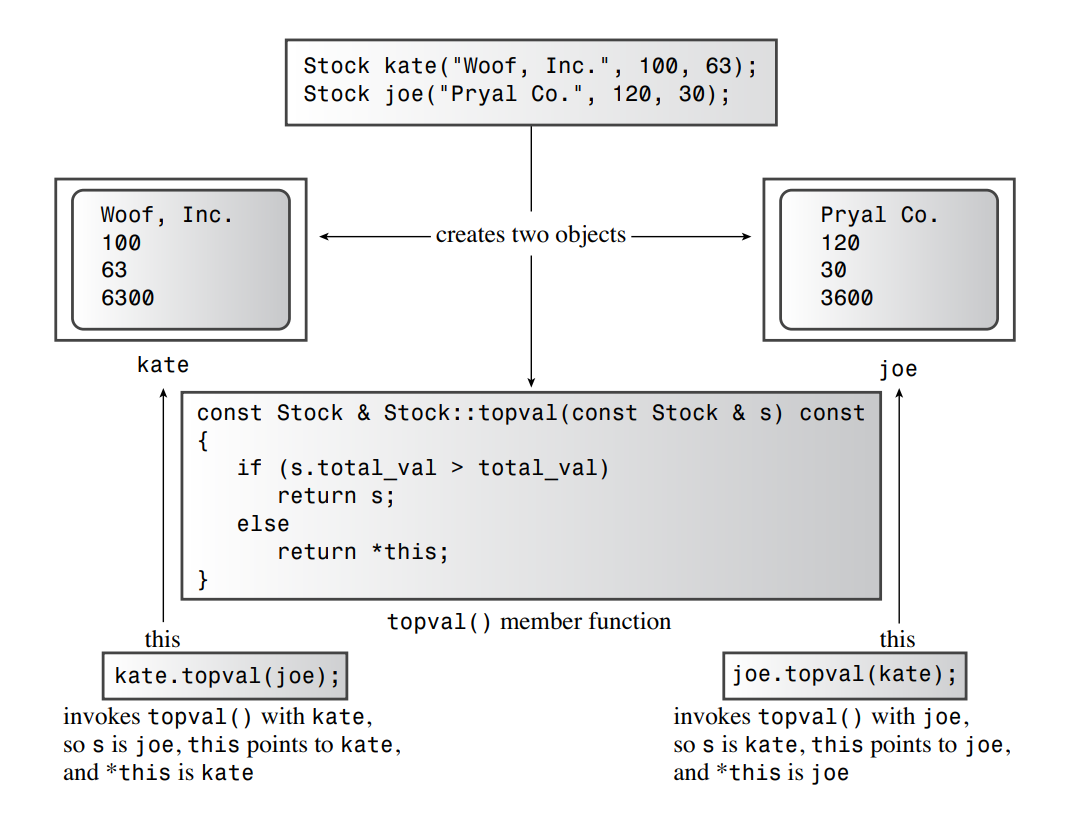 Stock kate("Woof, Inc.", 100, 63);
Stock joe("Pryal Co.", 120, 30);
Woof, Inc.
100
63
6300
kate
creates two objects
Pryal Co.
120
30
3600
joe
const Stock & Stock::topval(const Stock & s) const
{
   if (s.total_val > total_val)
      return s;
   else
      return *this;
}
topval() member function
this
kate.topval(joe);
invokes topval() with kate,
so s is joe, this points to kate,
and *this is kate
this
joe.topval(kate);
invokes topval() with joe,
so s is kate, this points to joe,
and *this is joe